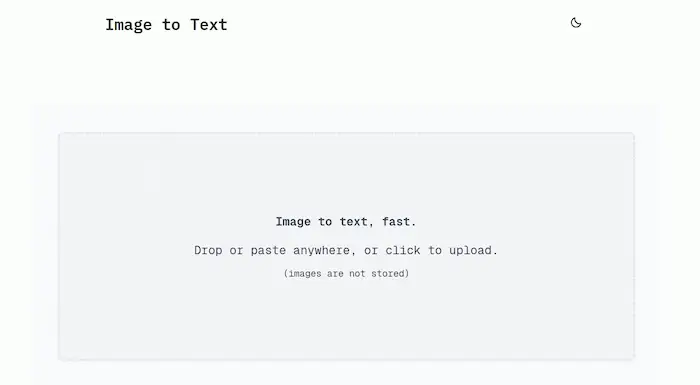 Image to Text
Image to text, fast.
Drop or paste anywhere, or click to upload.
(images are not stored)